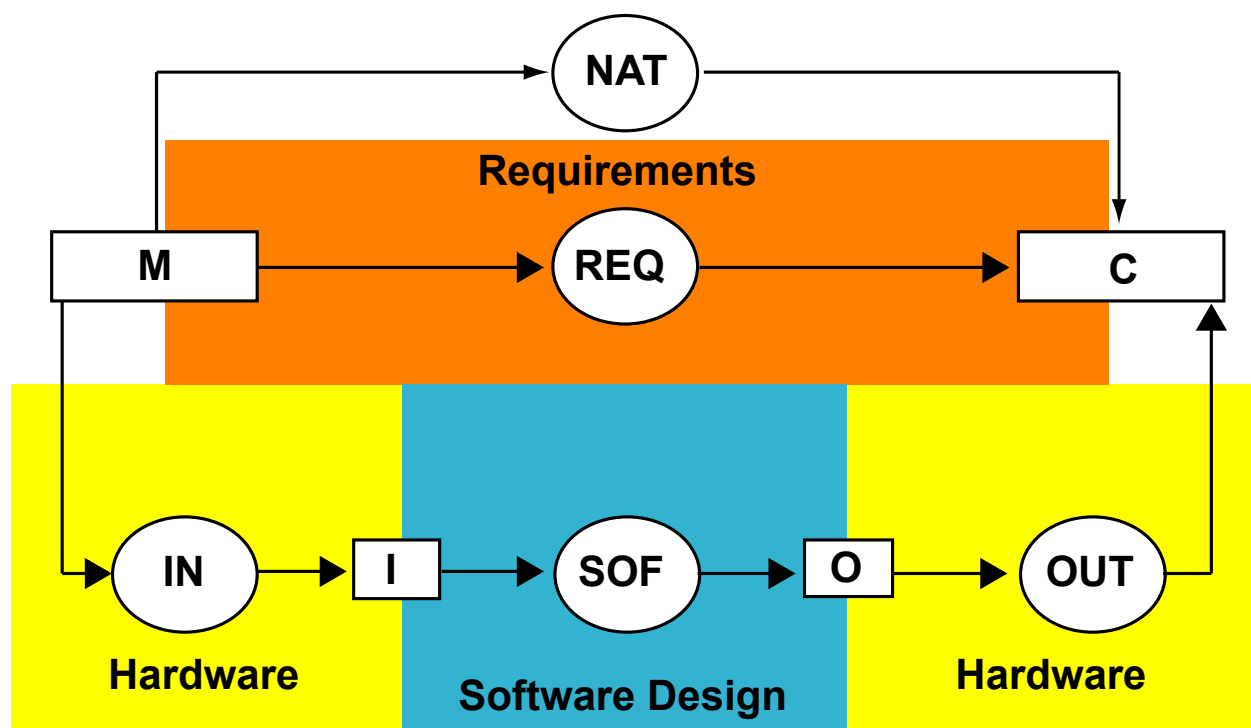 NAT
Requirements
M
REQ
C
IN
I
SOF
O
OUT
Hardware
Software Design
Hardware